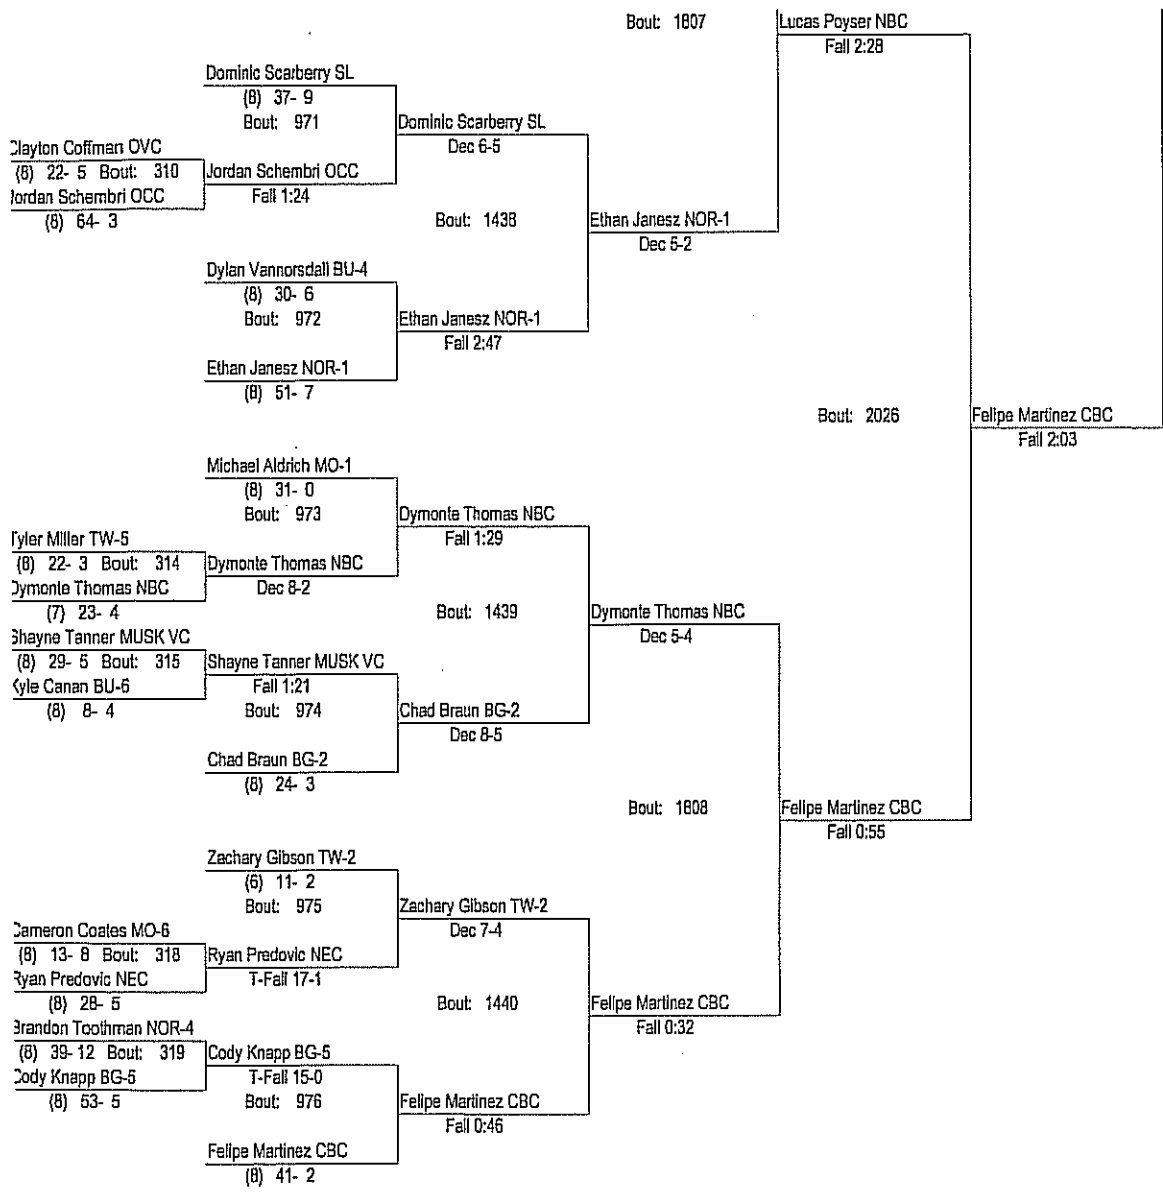 Bout: 1807
Lucas Poyser NBC
Fall 2:28
Dominic Scarberry SL
(8) 37- 9
Bout: 971
Dominic Scarberry SL
Dec 6-5
Clayton Coffman OVC
(8) 22- 5 Bout: 310
Jordan Schembri OCC
Fall 1:24
Jordan Schembri OCC
(8) 64- 3
Bout: 1438
Ethan Janesz NOR-1
Dec 5-2
Dylan Vannorsdall BU-4
(8) 30- 6
Bout: 972
Ethan Janesz NOR-1
Fall 2:47
Ethan Janesz NOR-1
(8) 51- 7
Bout: 2026
Felipe Martinez CBC
Fall 2:03
Michael Aldrich MO-1
(8) 31- 0
Bout: 973
Dymonte Thomas NBC
Fall 1:29
Tyler Miller TW-5
(8) 22- 3 Bout: 314
Dymonte Thomas NBC
Dec 8-2
Dymonte Thomas NBC
(7) 23- 4
Bout: 1439
Dymonte Thomas NBC
Dec 5-4
Shayne Tanner MUSK VC
(8) 29- 5 Bout: 315
Shayne Tanner MUSK VC
Fall 1:21
Kyle Canan BU-6
(8) 8- 4
Bout: 974
Chad Braun BG-2
Dec 8-5
Chad Braun BG-2
(8) 24- 3
Bout: 1808
Felipe Martinez CBC
Fall 0:55
Zachary Gibson TW-2
(6) 11- 2
Bout: 975
Zachary Gibson TW-2
Dec 7-4
Cameron Coates MO-6
(8) 13- 8 Bout: 318
Ryan Predovic NEC
T-Fall 17-1
Ryan Predovic NEC
(8) 28- 5
Bout: 1440
Felipe Martinez CBC
Fall 0:32
Brandon Toothman NOR-4
(8) 39- 12 Bout: 319
Cody Knapp BG-5
T-Fall 15-0
Cody Knapp BG-5
(8) 53- 5
Bout: 976
Felipe Martinez CBC
Fall 0:46
Felipe Martinez CBC
(8) 41- 2